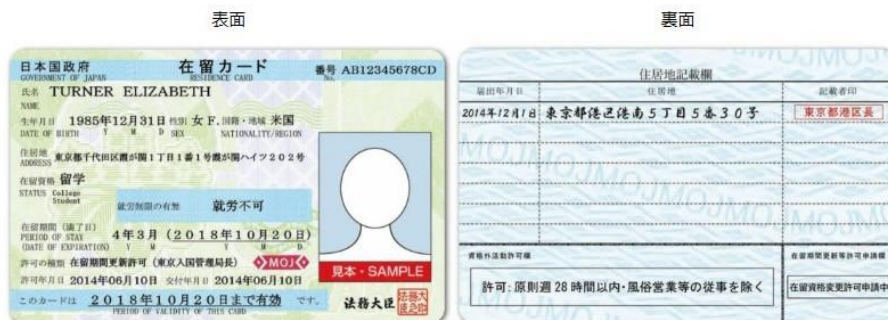 表面
裏面
日本国政府 在留カード 番号 AB12345678CD
GOVERNMENT OF JAPAN RESIDENCE CARD No.
氏名 TURNER ELIZABETH
NAME
生年月日 1985年12月31日 性別 女 F. 国籍・地域 米国
DATE OF BIRTH Y M D SEX NATIONALITY/REGION
住居地 東京都千代田区霞が関1丁目1番1号霞が関ハイツ202号
ADDRESS
在留資格 留学
STATUS College
Student
就労制限の有無 就労不可
在留期間(満了日) 4年3月(2018年10月20日)
PERIOD OF STAY
(DATE OF EXPIRATION) Y M Y M D
許可の種類 在留期間更新許可(東京入国管理局長) MOJ
見本・SAMPLE
許可年月日 2014年06月10日 交付年月日 2014年06月10日
このカードは 2018年10月20日まで有効 です。 法務大臣
PERIOD OF VALIDITY OF THIS CARD
住居地記載欄
届出年月日 住居地 記載者印
2014年12月1日 東京都港区港南5丁目5番30号 東京都港区長
MOJMOJMOJMOJMOJ
資格外活動許可欄 在留期間更新等許可申請欄
許可:原則週28時間以内・風俗営業等の従事を除く 在留資格変更許可申請中